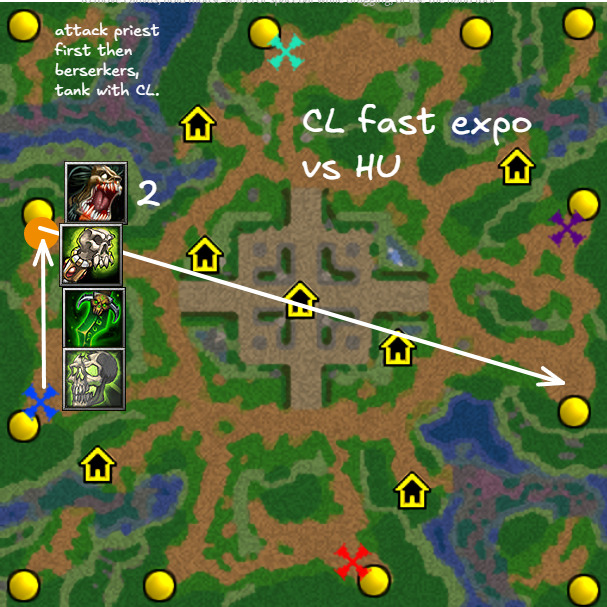 attack priest
first then
berserkers,
tank with CL.
CL fast expo
vs HU
2